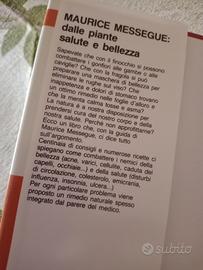 MAURICE MESSEGUE:
dalle piante
salute e bellezza
Sapevate che con il finocchio si possono
combattere i gonfiori alle gambe o alle
caviglie? Che con la fragola si può
preparare una maschera di bellezza per
eliminare le rughe sul viso? Che
inappetenza e dolori di stomaco trovano
un ottimo rimedio nelle foglie d'alloro e
che la menta calma tosse e asma?
La natura è a nostra disposizione per
prenderci cura del nostro corpo e della
nostra salute. Perché non approfittarne?
Ecco un libro che, con la guida di
Maurice Messegue, ci dice tutto
sull'argomento.
Centinaia di consigli e numerose ricette ci
spiegano come combattere i nemici della
bellezza (acne, varici, cellulite, caduta dei
capelli, occhiaie...) e della salute (disturbi
di circolazione, colesterolo, emicrania,
influenza, insonnia, ulcera...)
Per ogni particolare problema viene
proposto un rimedio naturale spesso
integrato dal parere del medico.
subito